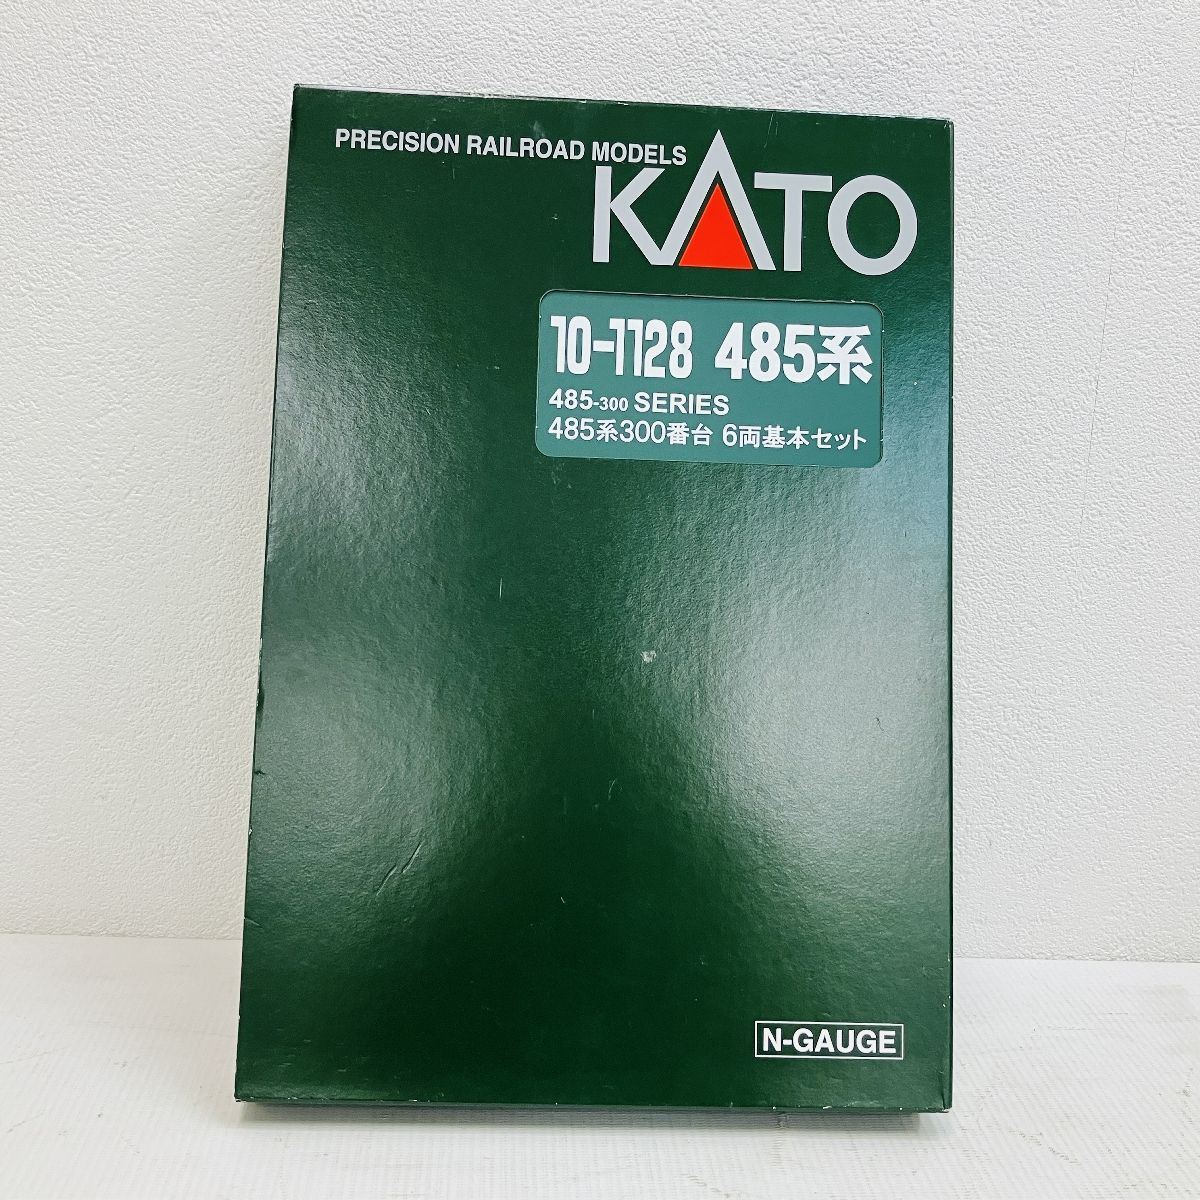 PRECISION RAILROAD MODELS
KATO
10-1128 485系
485-300 SERIES
485系300番台 6両基本セット
N-GAUGE